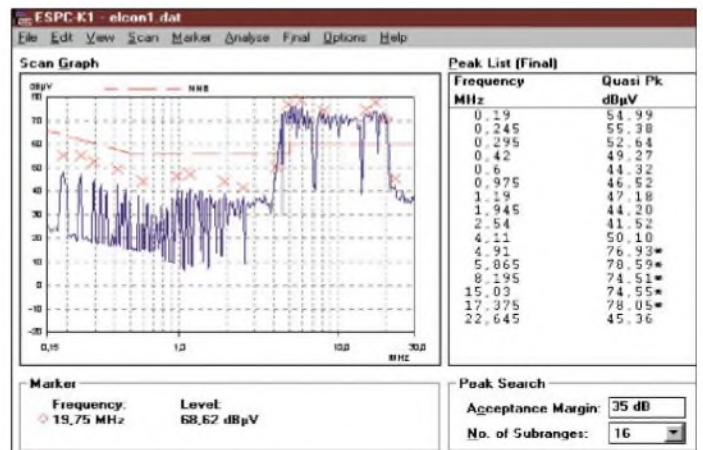 ESPC-K1 - elcon1.dat
File Edit View Scan Marker Analyse Final Options Help
Scan Graph
dBµV
NNB
70
60
50
40
30
20
10
0
-10
-20
0,15 1,0 10,0 30,0
MHz
Peak List (Final)
Frequency Quasi Pk
MHz dBµV
0.19 54.99
0.245 55.38
0.295 52.64
0.42 49.27
0.6 44.32
0.975 46.52
1.19 47.18
1.945 44.20
2.54 41.52
4.11 50.10
4.91 76.93*
5.865 78.59*
8.195 74.51*
15.03 74.55*
17.375 78.05*
22.645 45.36
Marker
Frequency: Level:
19,75 MHz 68,62 dBµV
Peak Search
Acceptance Margin: 35 dB
No. of Subranges: 16